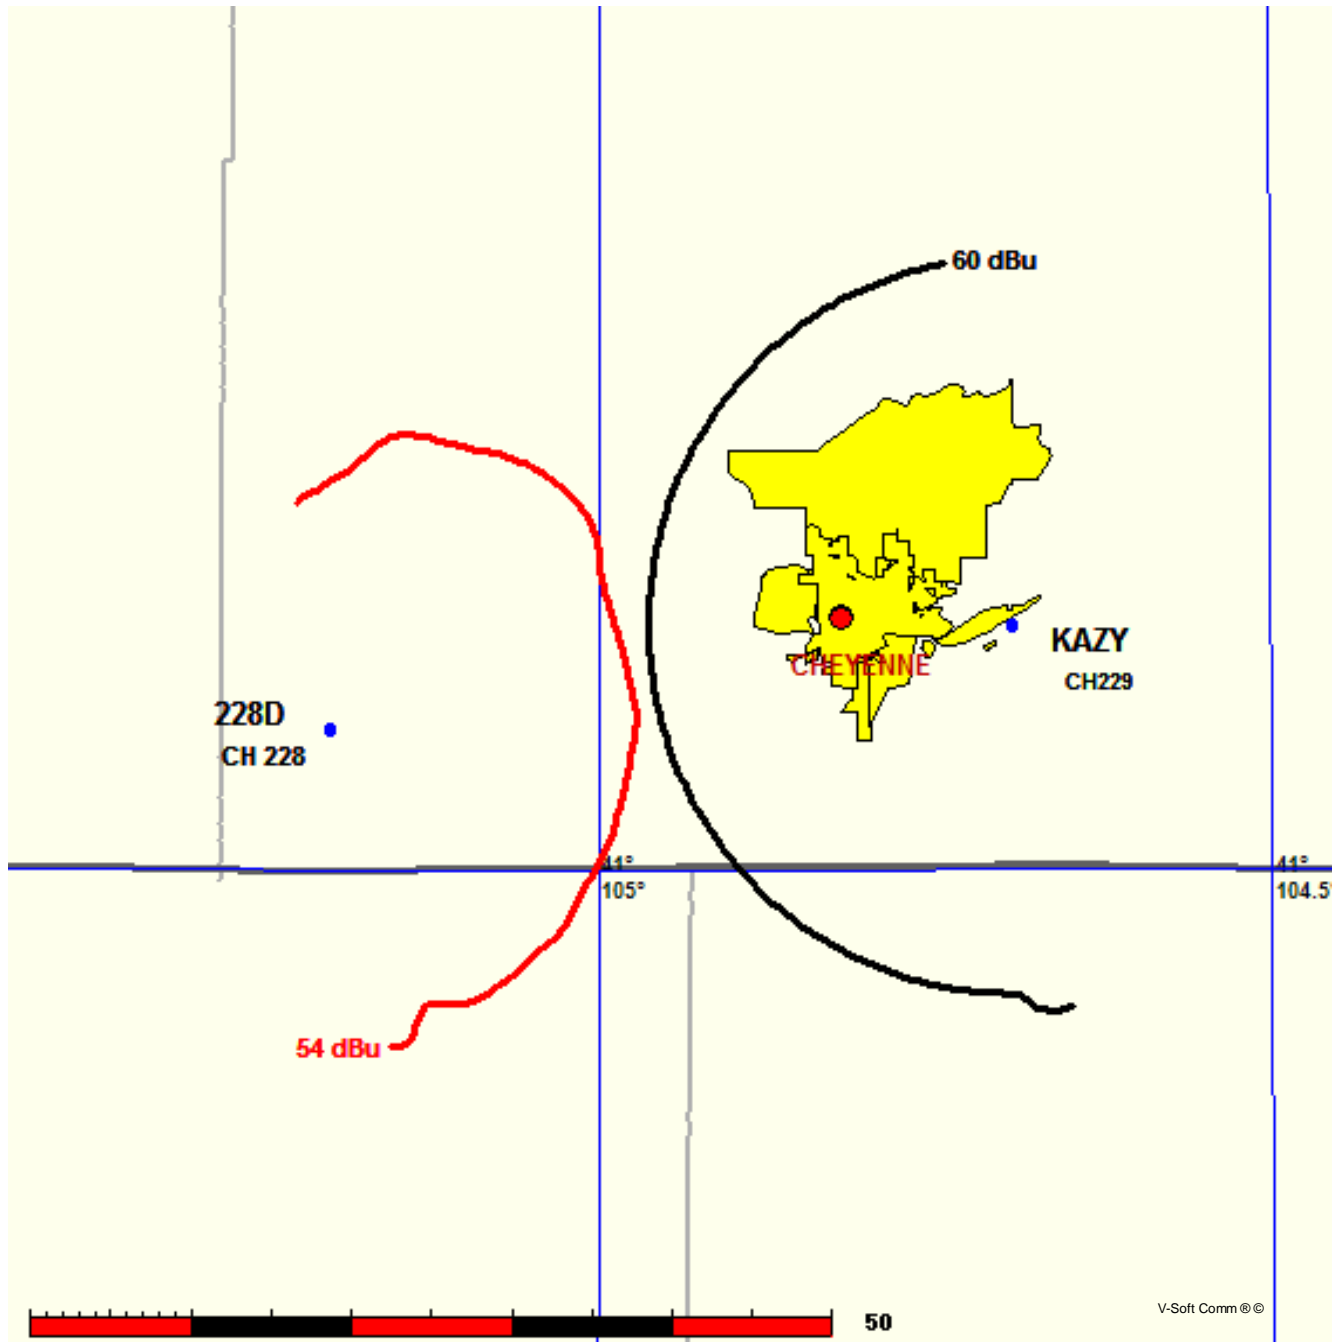 60 dBu
KAZY
CH229
CHEYENNE
228D
CH 228
41°
105°
41°
104.5°
54 dBu
V-Soft Comm ® ©
50